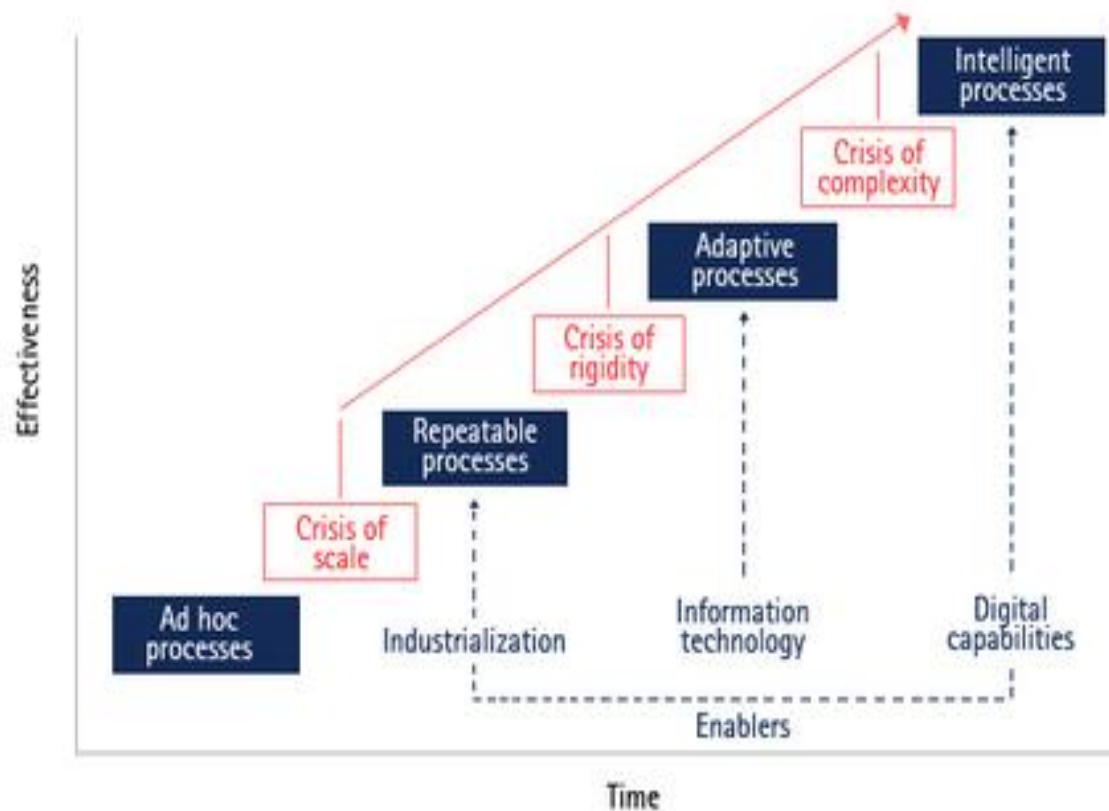 Intelligent
processes
Crisis of
complexity
Adaptive
processes
Crisis of
rigidity
Repeatable
processes
Crisis of
scale
Ad hoc
processes
Industrialization
Information
technology
Digital
capabilities
Enablers
Effectiveness
Time